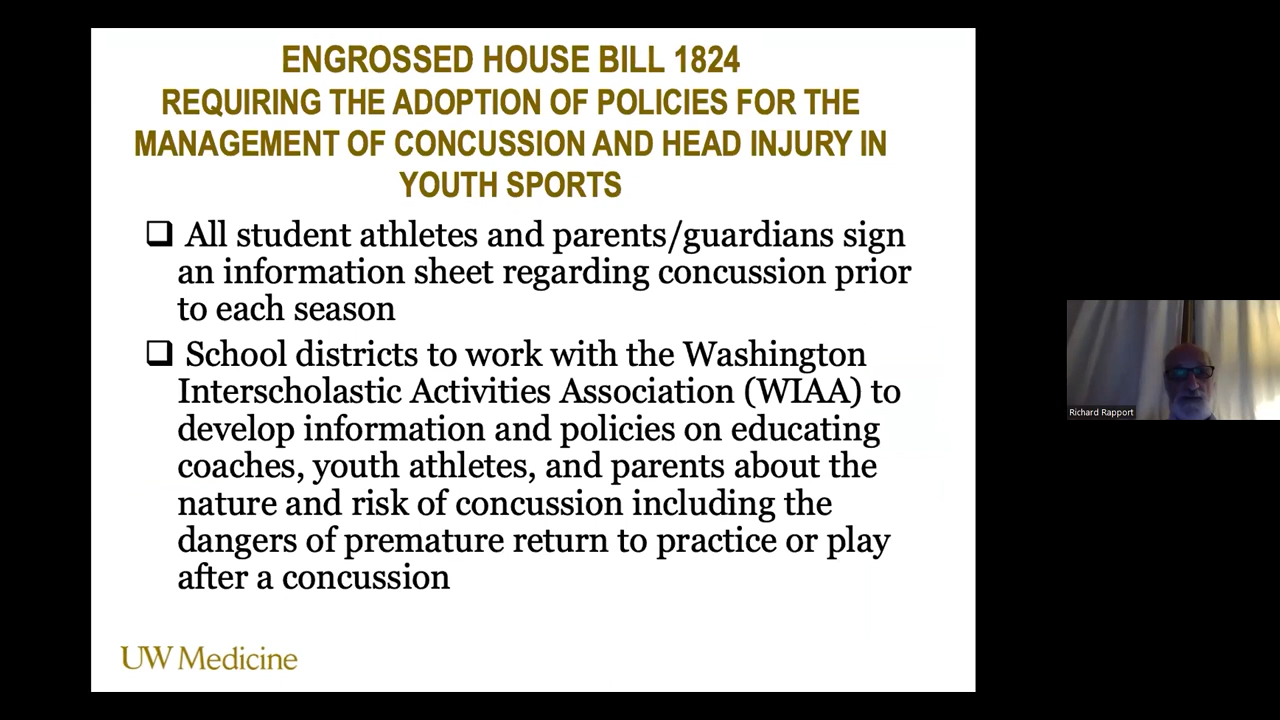 ENGROSSED HOUSE BILL 1824
REQUIRING THE ADOPTION OF POLICIES FOR THE
MANAGEMENT OF CONCUSSION AND HEAD INJURY IN
YOUTH SPORTS
❑ All student athletes and parents/guardians sign
an information sheet regarding concussion prior
to each season
❑ School districts to work with the Washington
Interscholastic Activities Association (WIAA) to
develop information and policies on educating
coaches, youth athletes, and parents about the
nature and risk of concussion including the
dangers of premature return to practice or play
after a concussion
UW Medicine
Richard Rapport